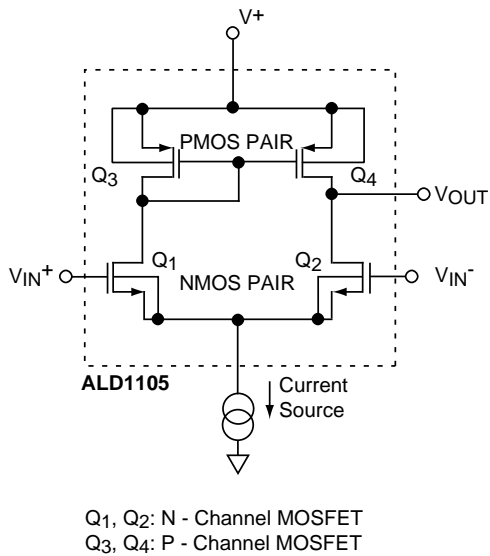 V+
PMOS PAIR
Q3
Q4
VOUT
VIN+
Q1
NMOS PAIR
Q2
VIN-
ALD1105
Current
Source
Q1, Q2: N - Channel MOSFET
Q3, Q4: P - Channel MOSFET